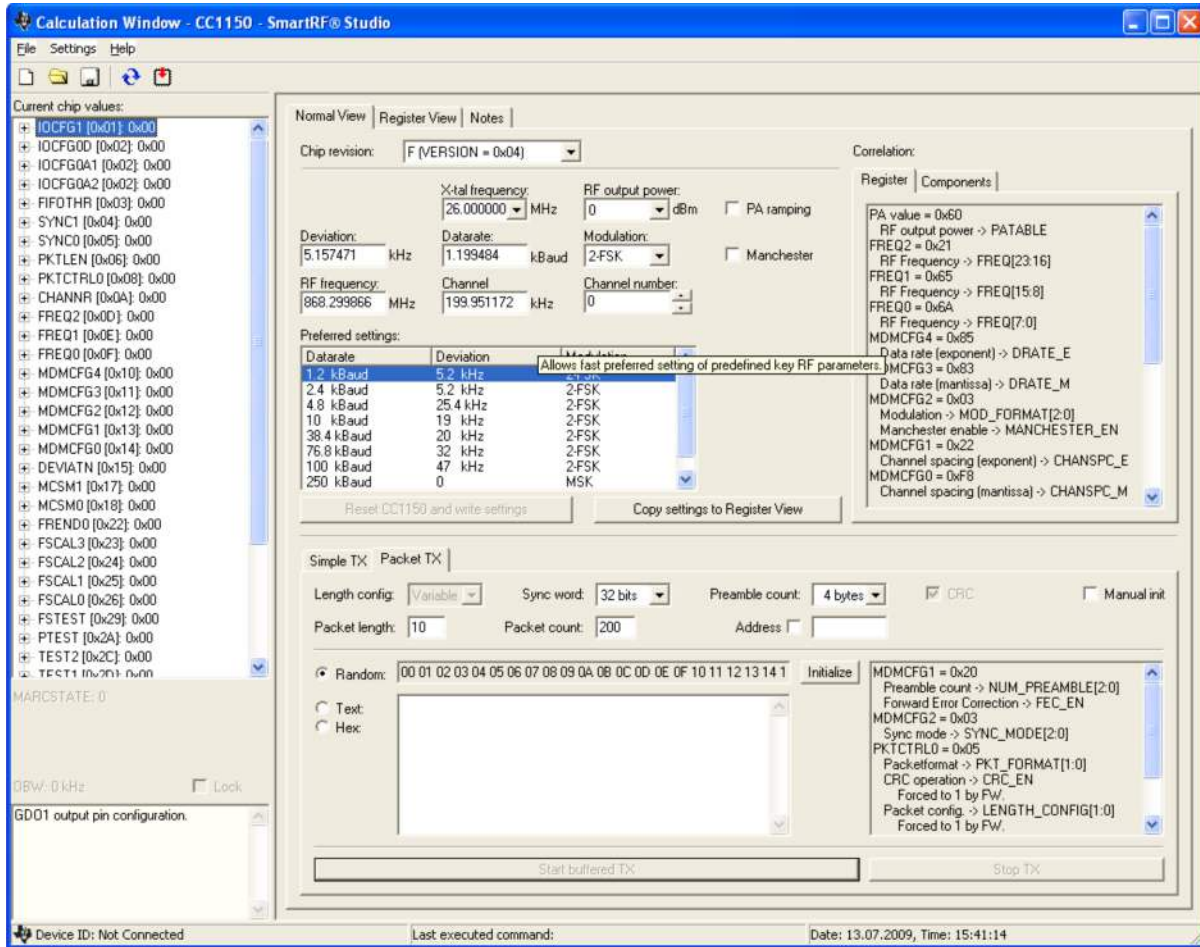 Calculation Window - CC1150 - SmartRF® Studio
File Settings Help
Current chip values:
IOCFG1 [0x01]: 0x00
IOCFG0D [0x02]: 0x00
IOCFG0A1 [0x02]: 0x00
IOCFG0A2 [0x02]: 0x00
FIFOTHR [0x03]: 0x00
SYNC1 [0x04]: 0x00
SYNC0 [0x05]: 0x00
PKTLEN [0x06]: 0x00
PKTCTRL0 [0x08]: 0x00
CHANNR [0x0A]: 0x00
FREQ2 [0x0D]: 0x00
FREQ1 [0x0E]: 0x00
FREQ0 [0x0F]: 0x00
MDMCFG4 [0x10]: 0x00
MDMCFG3 [0x11]: 0x00
MDMCFG2 [0x12]: 0x00
MDMCFG1 [0x13]: 0x00
MDMCFG0 [0x14]: 0x00
DEVIATN [0x15]: 0x00
MCSM1 [0x17]: 0x00
MCSM0 [0x18]: 0x00
FREND0 [0x22]: 0x00
FSCAL3 [0x23]: 0x00
FSCAL2 [0x24]: 0x00
FSCAL1 [0x25]: 0x00
FSCAL0 [0x26]: 0x00
FSTEST [0x29]: 0x00
PTEST [0x2A]: 0x00
TEST2 [0x2C]: 0x00
TEST1 [0x2D]: 0x00
MARCSTATE: 0
OBW: 0 kHz Lock
GDO1 output pin configuration.
Normal View Register View Notes
Chip revision: F (VERSION = 0x04)
X-tal frequency: RF output power:
26.000000 MHz 0 dBm PA ramping
Deviation: Datarate: Modulation:
5.157471 kHz 1.199484 kBaud 2-FSK Manchester
RF frequency: Channel Channel number:
868.299866 MHz 199.951172 kHz 0
Preferred settings:
Datarate Deviation
Allows fast preferred setting of predefined key RF parameters.
1.2 kBaud 5.2 kHz 2-FSK
2.4 kBaud 5.2 kHz 2-FSK
4.8 kBaud 25.4 kHz 2-FSK
10 kBaud 19 kHz 2-FSK
38.4 kBaud 20 kHz 2-FSK
76.8 kBaud 32 kHz 2-FSK
100 kBaud 47 kHz 2-FSK
250 kBaud 0 MSK
Reset CC1150 and write settings Copy settings to Register View
Correlation:
Register Components
PA value = 0x60
RF output power -> PATABLE
FREQ2 = 0x21
RF Frequency -> FREQ[23:16]
FREQ1 = 0x65
RF Frequency -> FREQ[15:8]
FREQ0 = 0x6A
RF Frequency -> FREQ[7:0]
MDMCFG4 = 0x85
Data rate (exponent) -> DRATE_E
MDMCFG3 = 0x83
Data rate (mantissa) -> DRATE_M
MDMCFG2 = 0x03
Modulation -> MOD_FORMAT[2:0]
Manchester enable -> MANCHESTER_EN
MDMCFG1 = 0x22
Channel spacing (exponent) -> CHANSPC_E
MDMCFG0 = 0xF8
Channel spacing (mantissa) -> CHANSPC_M
Simple TX Packet TX
Length config: Variable Sync word: 32 bits Preamble count: 4 bytes CRC Manual init
Packet length: 10 Packet count: 200 Address
Random: 00 01 02 03 04 05 06 07 08 09 0A 0B 0C 0D 0E 0F 10 11 12 13 14 1 Initialize
Text:
Hex:
MDMCFG1 = 0x20
Preamble count -> NUM_PREAMBLE[2:0]
Forward Error Correction -> FEC_EN
MDMCFG2 = 0x03
Sync mode -> SYNC_MODE[2:0]
PKTCTRL0 = 0x05
Packetformat -> PKT_FORMAT[1:0]
CRC operation -> CRC_EN
Forced to 1 by FW.
Packet config. -> LENGTH_CONFIG[1:0]
Forced to 1 by FW.
Start buffered TX Stop TX
Device ID: Not Connected Last executed command: Date: 13.07.2009, Time: 15:41:14